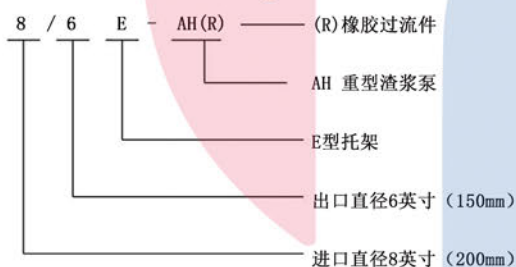 8 / 6 E - AH(R) (R)橡胶过流件
AH 重型渣浆泵
E型托架
出口直径6英寸（150mm）
进口直径8英寸（200mm）